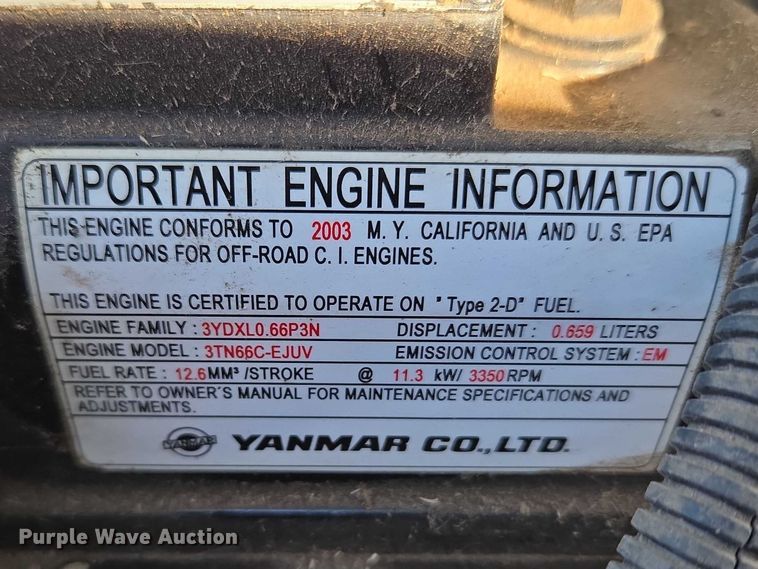 IMPORTANT ENGINE INFORMATION
THIS ENGINE CONFORMS TO 2003 M. Y. CALIFORNIA AND U. S. EPA
REGULATIONS FOR OFF-ROAD C. I. ENGINES.
THIS ENGINE IS CERTIFIED TO OPERATE ON "Type 2-D" FUEL.
ENGINE FAMILY : 3YDXL0.66P3N DISPLACEMENT : 0.659 LITERS
ENGINE MODEL : 3TN66C-EJUV EMISSION CONTROL SYSTEM : EM
FUEL RATE : 12.6 MM³ /STROKE @ 11.3 kW/ 3350 RPM
REFER TO OWNER'S MANUAL FOR MAINTENANCE SPECIFICATIONS AND
ADJUSTMENTS.
YANMAR YANMAR CO.,LTD.
Purple Wave Auction